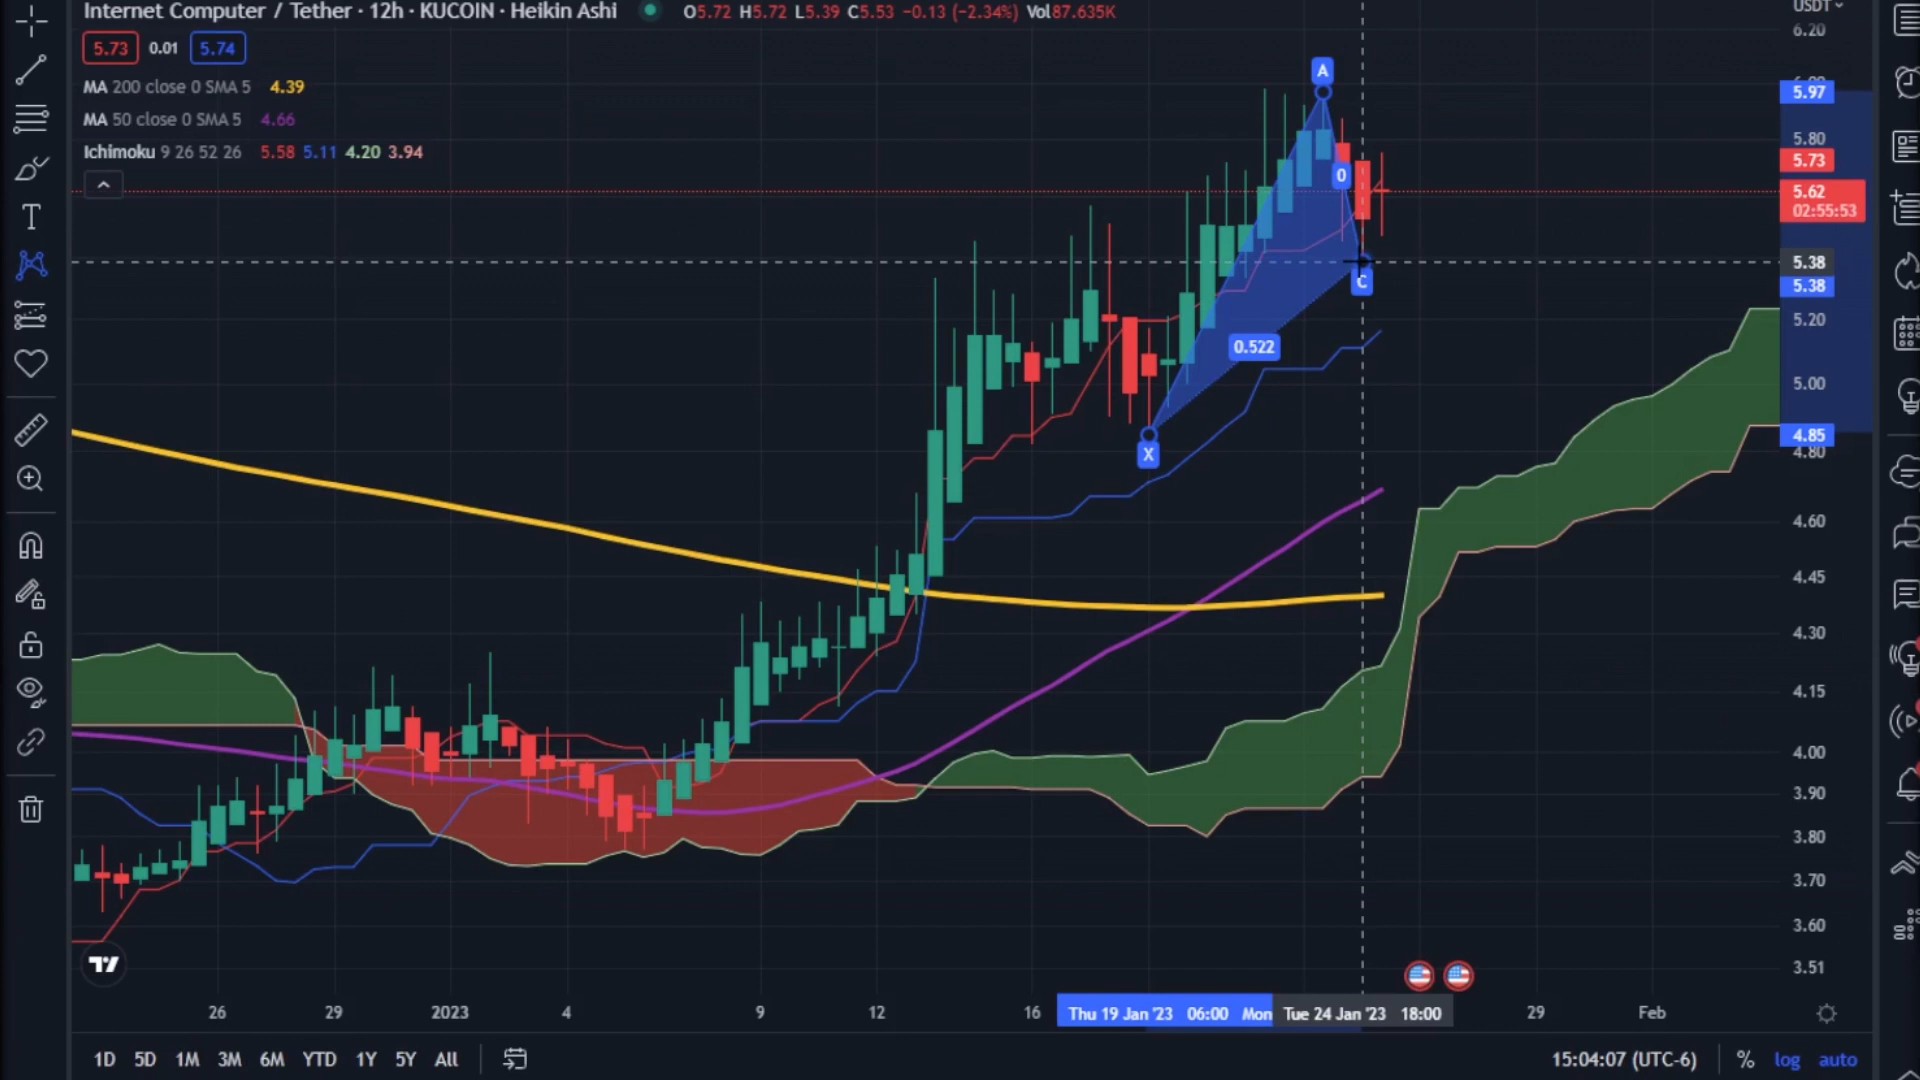 Internet Computer / Tether · 12h · KUCOIN · Heikin Ashi O5.72 H5.72 L5.39 C5.53 −0.13 (−2.34%) Vol87.635K
USDT
5.73 0.01 5.74
MA 200 close 0 SMA 5 4.39
MA 50 close 0 SMA 5 4.66
Ichimoku 9 26 52 26 5.58 5.11 4.20 3.94
A
0
C
0.522
X
6.20
5.97
5.80
5.73
5.62
02:55:53
5.38
5.38
5.20
5.00
4.85
4.80
4.60
4.45
4.30
4.15
4.00
3.90
3.80
3.70
3.60
3.51
26 29 2023 4 9 12 16 Thu 19 Jan '23 06:00 Mon Tue 24 Jan '23 18:00 29 Feb
1D 5D 1M 3M 6M YTD 1Y 5Y All 15:04:07 (UTC-6) % log auto